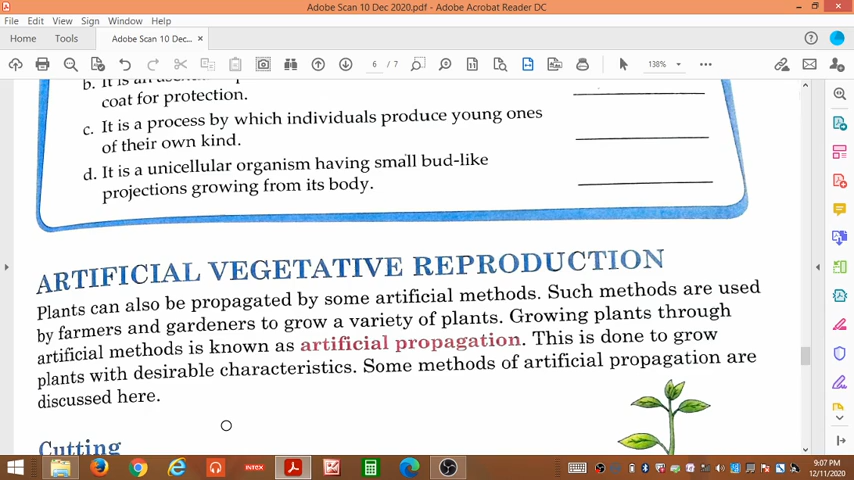 Adobe Scan 10 Dec 2020.pdf - Adobe Acrobat Reader DC
File Edit View Sign Window Help
Home Tools Adobe Scan 10 Dec... ×
6 / 7 138%
b. It is an
coat for protection.
c. It is a process by which individuals produce young ones
of their own kind.
d. It is a unicellular organism having small bud-like
projections growing from its body.
ARTIFICIAL VEGETATIVE REPRODUCTION
Plants can also be propagated by some artificial methods. Such methods are used
by farmers and gardeners to grow a variety of plants. Growing plants through
artificial methods is known as artificial propagation. This is done to grow
plants with desirable characteristics. Some methods of artificial propagation are
discussed here.
Cutting
INTEX
9:07 PM
12/11/2020